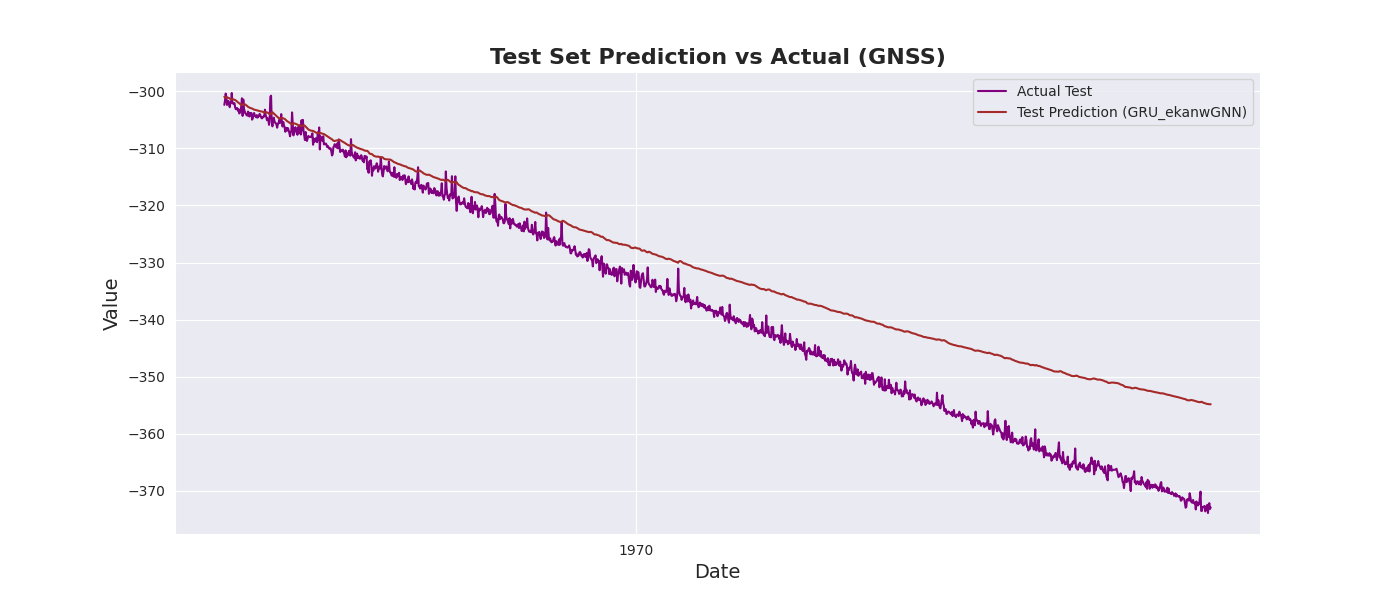 Test Set Prediction vs Actual (GNSS)
Actual Test
Test Prediction (GRU_ekanwGNN)
−300
−310
−320
−330
−340
−350
−360
−370
Value
1970
Date